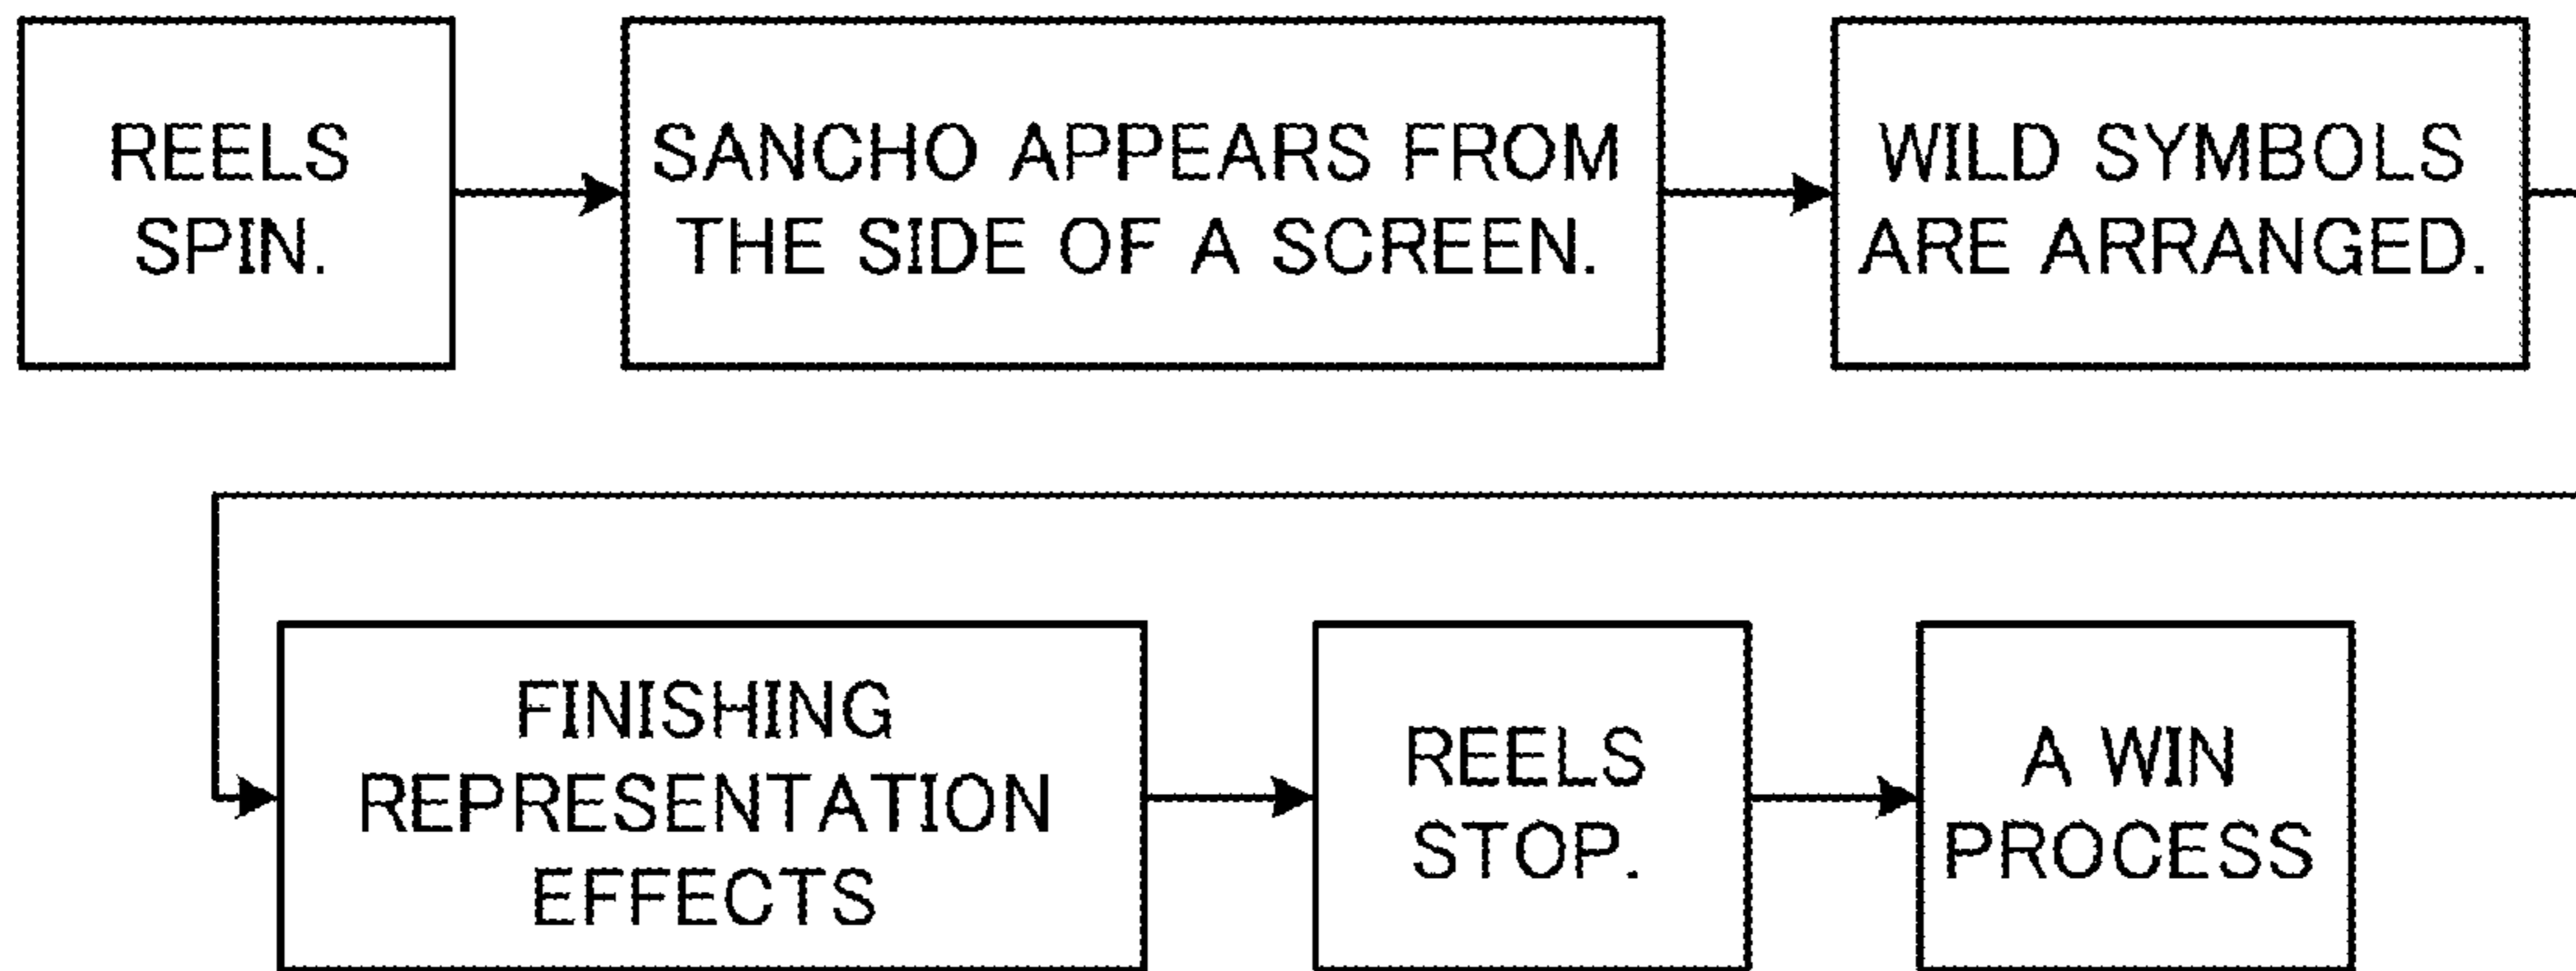 REELS
SPIN.
SANCHO APPEARS FROM
THE SIDE OF A SCREEN.
WILD SYMBOLS
ARE ARRANGED.
FINISHING
REPRESENTATION
EFFECTS
REELS
STOP.
A WIN
PROCESS